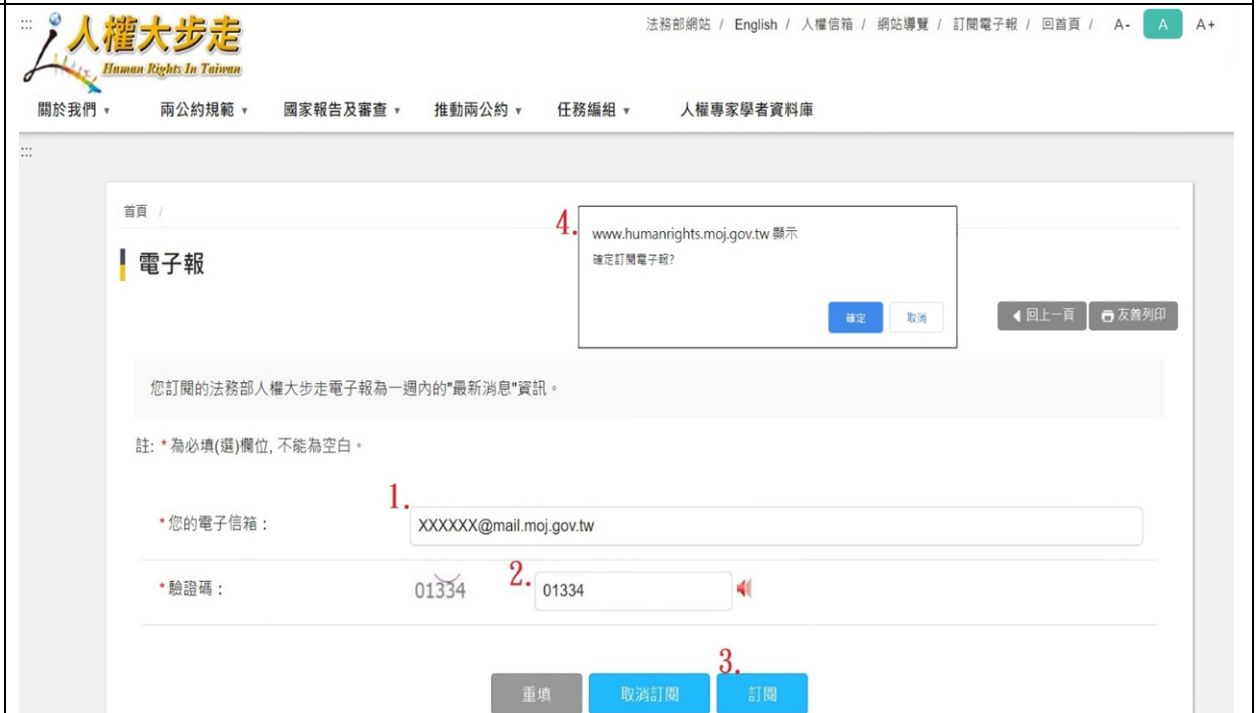 :::
人權大步走
Human Rights In Taiwan
法務部網站 / English / 人權信箱 / 網站導覽 / 訂閱電子報 / 回首頁 / A- A A+
關於我們 ▾ 兩公約規範 ▾ 國家報告及審查 ▾ 推動兩公約 ▾ 任務編組 ▾ 人權專家學者資料庫
:::
首頁 /
電子報
4.
www.humanrights.moj.gov.tw 顯示
確定訂閱電子報?
確定 取消
回上一頁 友善列印
您訂閱的法務部人權大步走電子報為一週內的"最新消息"資訊。
註: * 為必填(選)欄位, 不能為空白。
1.
* 您的電子信箱： XXXXXX@mail.moj.gov.tw
* 驗證碼： 01334 2. 01334
3.
重填 取消訂閱 訂閱